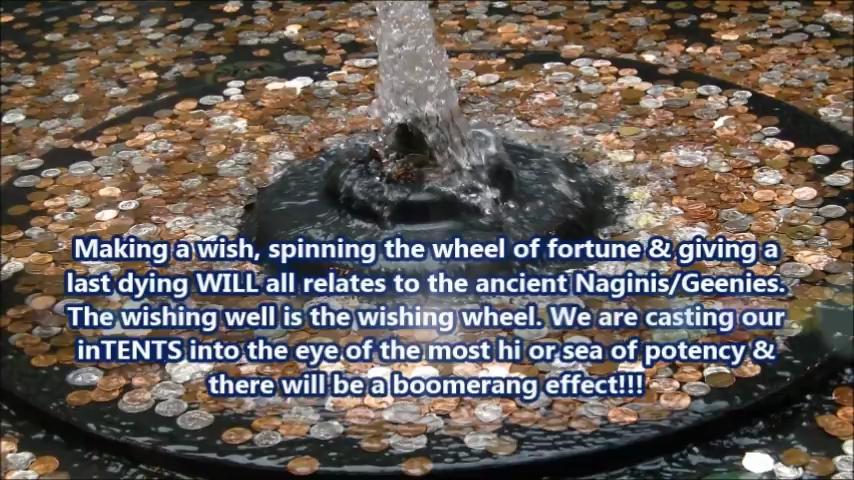 Making a wish, spinning the wheel of fortune & giving a
last dying WILL all relates to the ancient Naginis/Geenies.
The wishing well is the wishing wheel. We are casting our
inTENTS into the eye of the most hi or sea of potency &
there will be a boomerang effect!!!